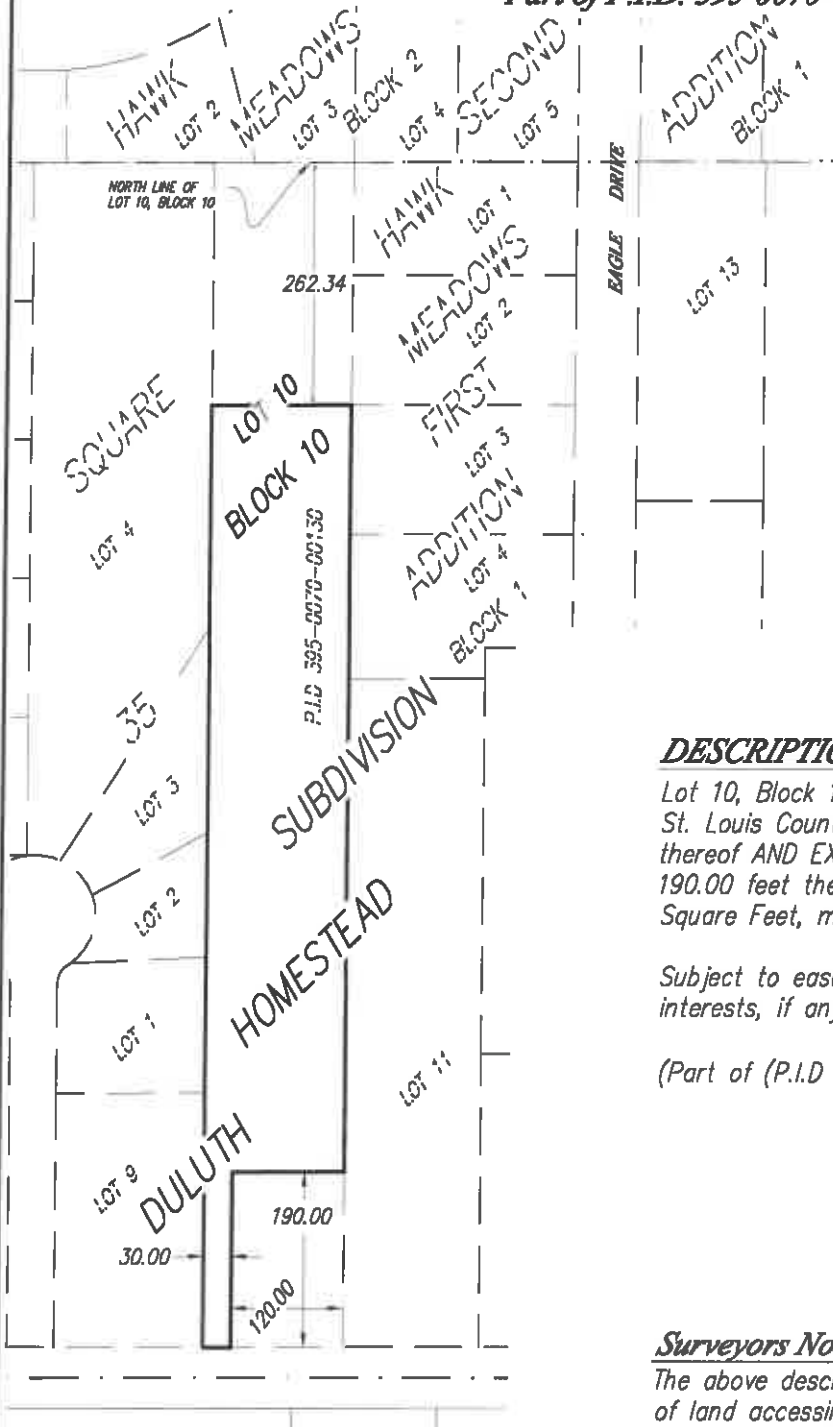 Part of P.I.D. 395-0070
HAWK MEADOWS SECOND ADDITION
LOT 2
LOT 3
BLOCK 2
LOT 4
LOT 5
BLOCK 1
NORTH LINE OF
LOT 10, BLOCK 10
262.34
EAGLE DRIVE
LOT 13
HAWK MEADOWS FIRST ADDITION
LOT 1
LOT 2
LOT 3
LOT 4
BLOCK 1
SQUARE
LOT 4
35
LOT 3
LOT 2
LOT 1
LOT 9
LOT 10
BLOCK 10
P.I.D 395-0070-00130
DULUTH HOMESTEAD SUBDIVISION
LOT 11
190.00
30.00
120.00
DESCRIPTIO
Lot 10, Block 1
St. Louis Coun
thereof AND EX
190.00 feet the
Square Feet, m
Subject to ease
interests, if any
(Part of (P.I.D
Surveyors No
The above desc
of land accessi